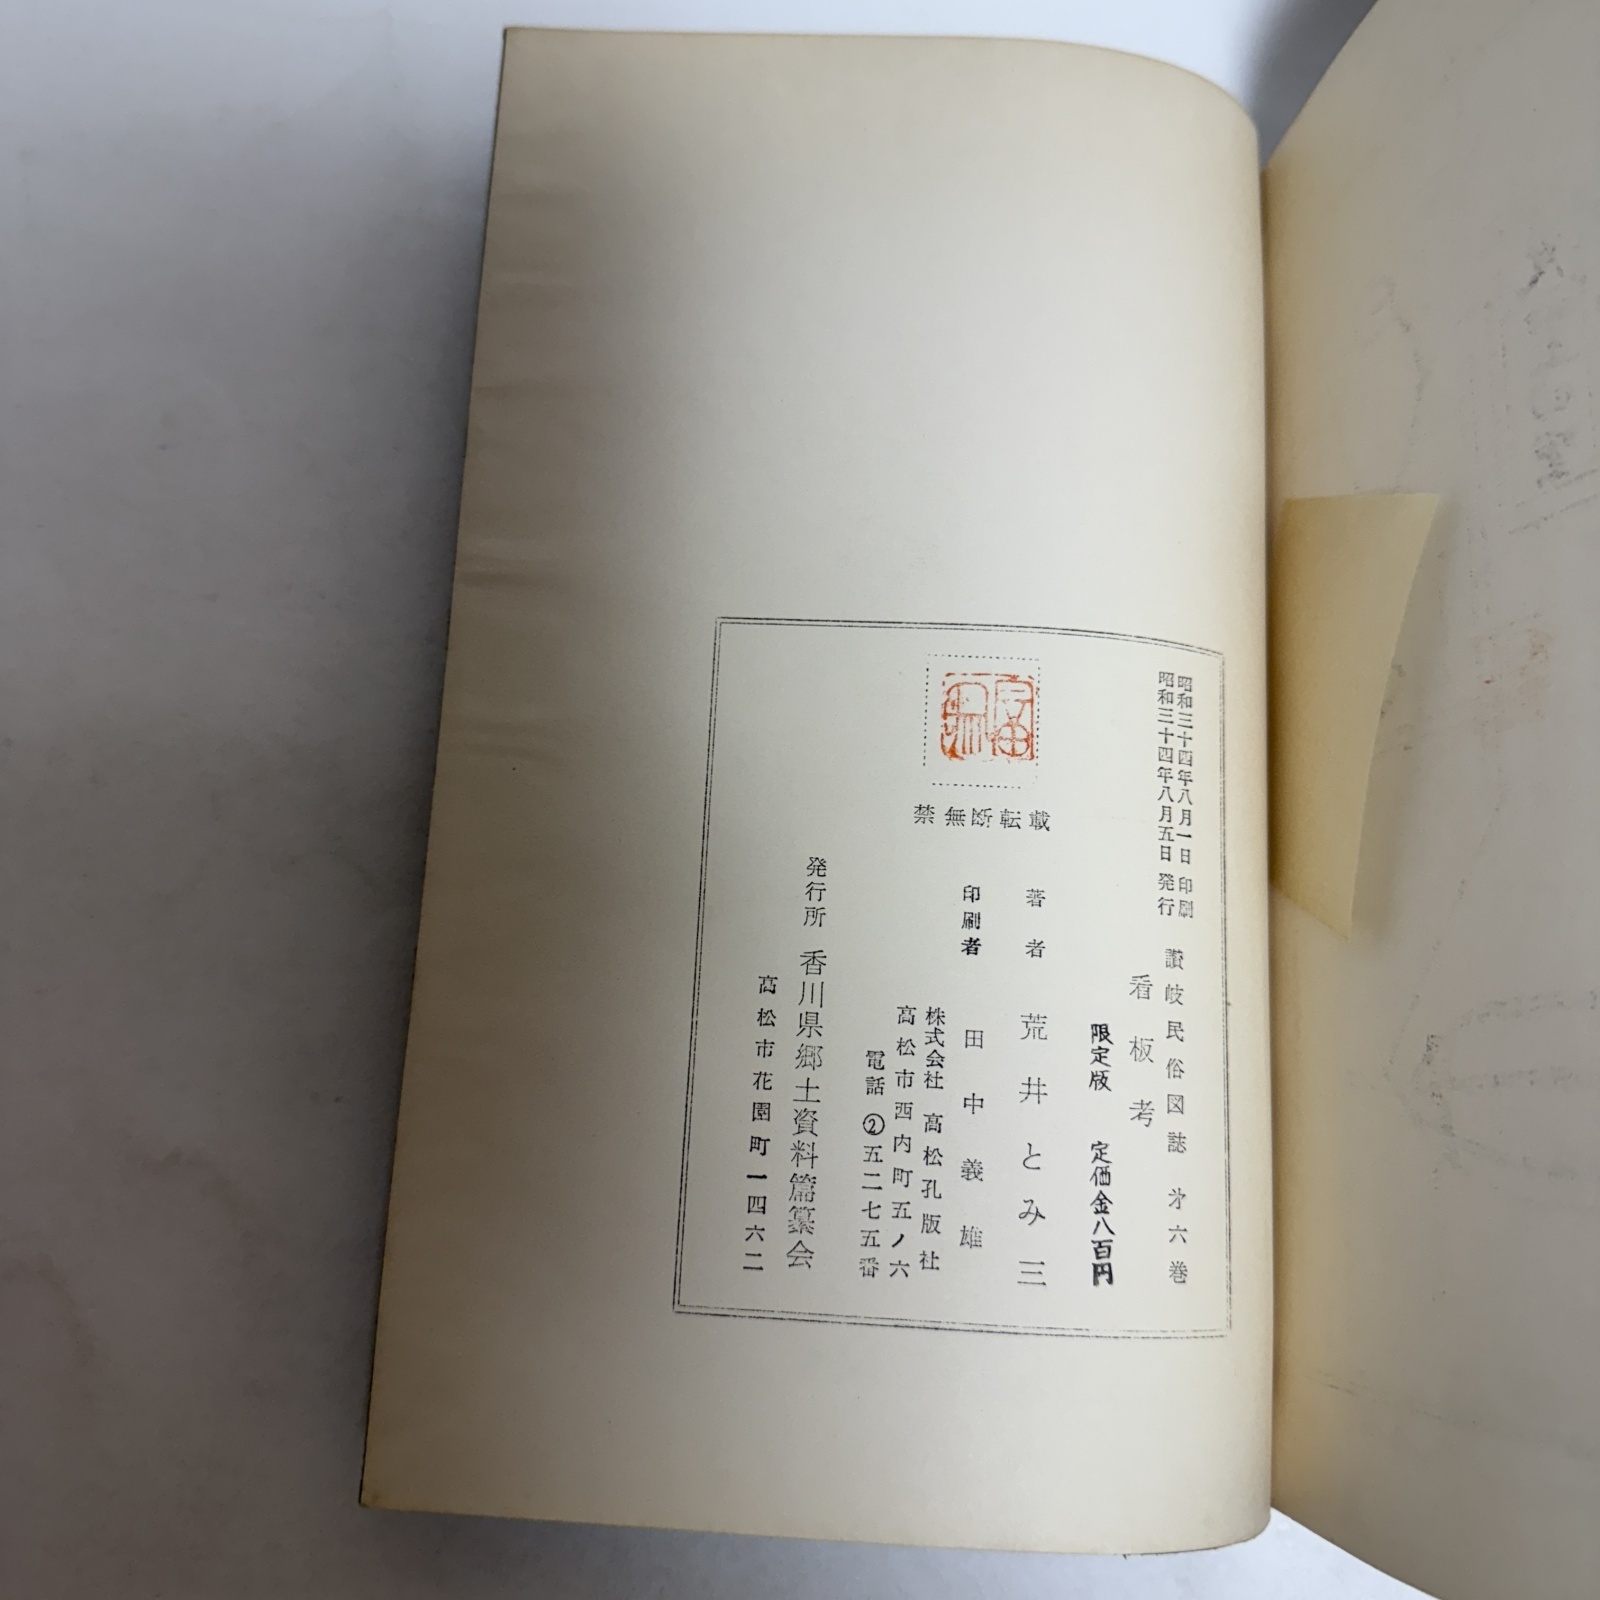 昭和三十四年八月一日 印刷
昭和三十四年八月五日 発行
讃岐民俗図誌 才六巻
看板考
限定版 定価金八百円
著者 荒井とみ三
印刷者 田中義雄
株式会社 高松孔版社
高松市西内町五ノ六
電話②五二七五番
禁無断転載
発行所 香川県郷土資料篇纂会
高松市花園町一四六二